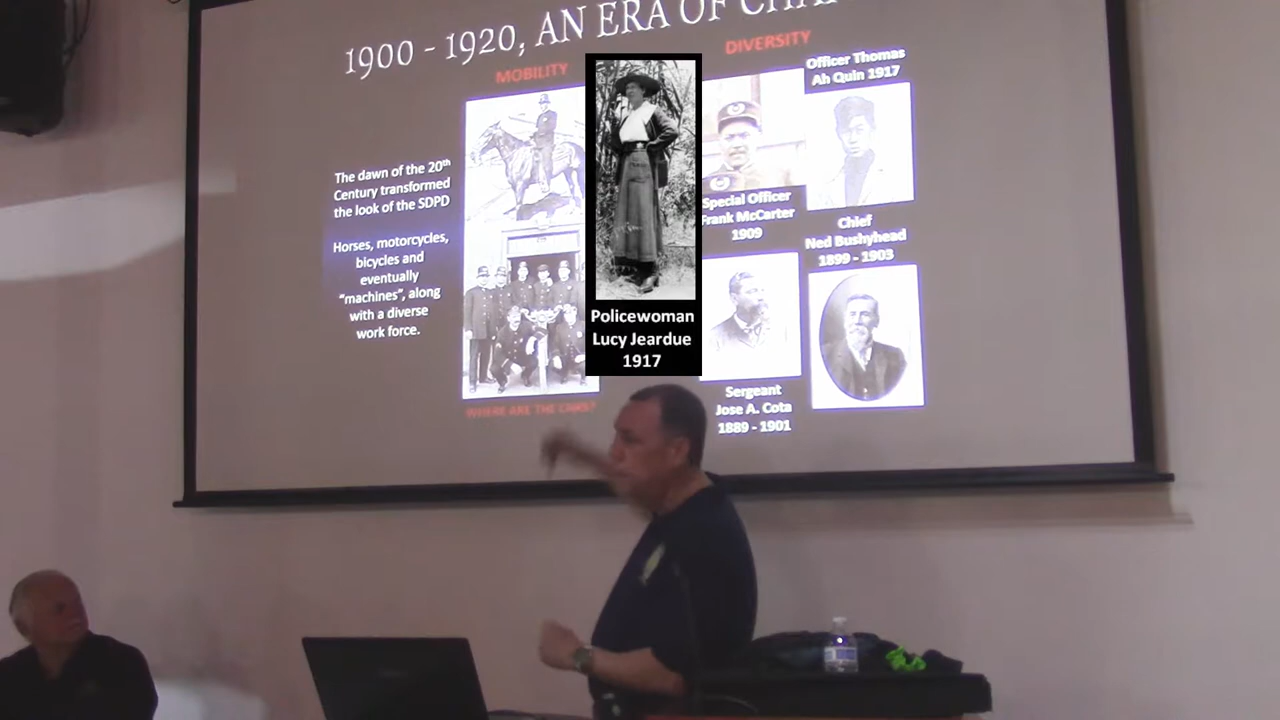 1900 - 1920, AN ERA OF
MOBILITY
DIVERSITY
The dawn of the 20th
Century transformed
the look of the SDPD
Horses, motorcycles,
bicycles and
eventually
“machines”, along
with a diverse
work force.
WHERE ARE THE CARS?
Policewoman
Lucy Jeardue
1917
Special Officer
Frank McCarter
1909
Officer Thomas
Ah Quin 1917
Sergeant
Jose A. Cota
1889 - 1901
Chief
Ned Bushyhead
1899 - 1903